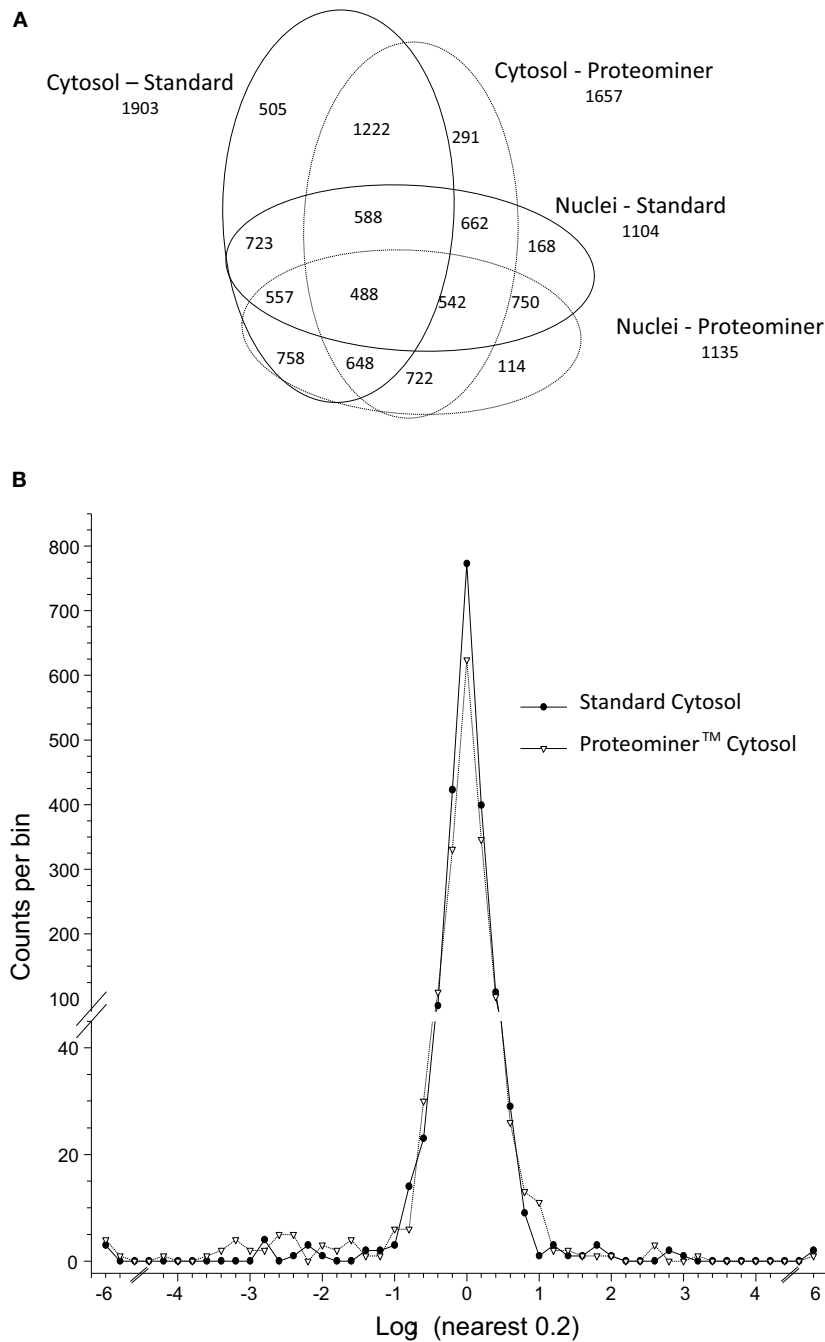 A
Cytosol – Standard
1903
Cytosol - Proteominer
1657
505
1222
291
Nuclei - Standard
1104
588
662
168
723
557
488
542
750
Nuclei - Proteominer
1135
758
648
722
114
B
800
700
600
500
400
300
200
100
40
20
0
Counts per bin
Standard Cytosol
Proteominer™ Cytosol
-6 -4 -3 -2 -1 0 1 2 3 4 6
Log2 (nearest 0.2)